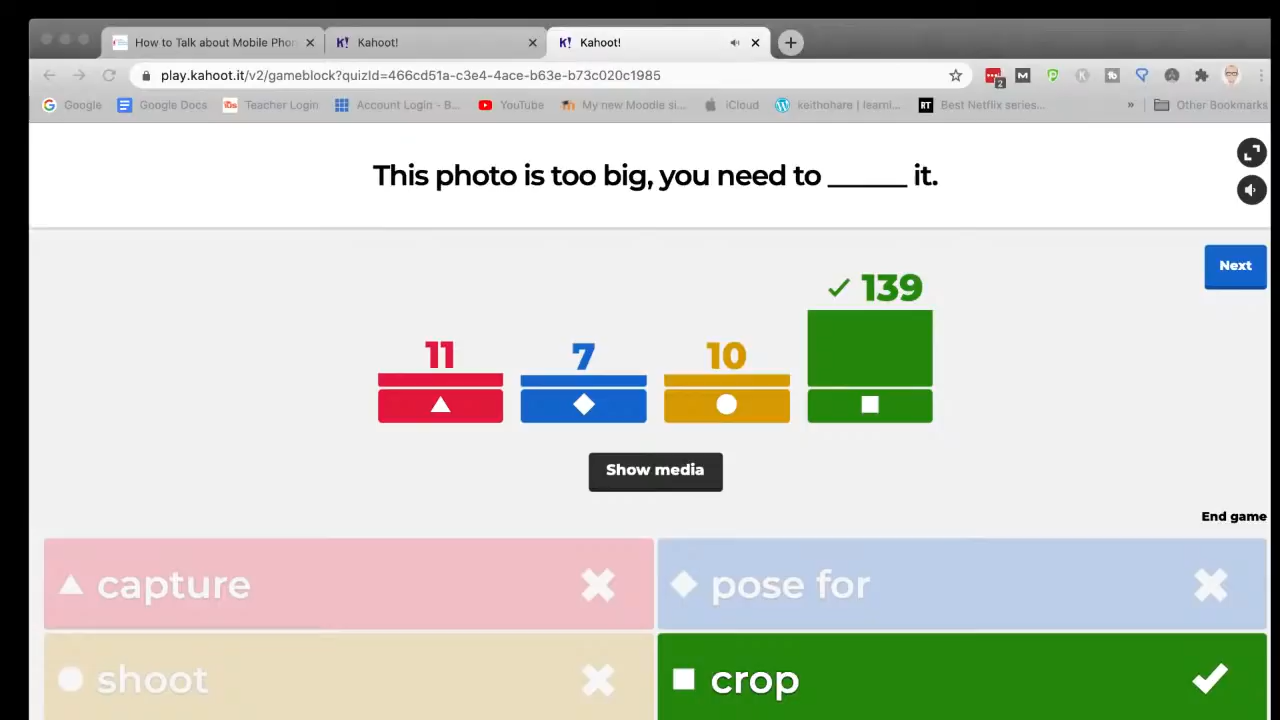 How to Talk about Mobile Phon
Kahoot!
Kahoot!
play.kahoot.it/v2/gameblock?quizId=466cd51a-c3e4-4ace-b63e-b73c020c1985
Google
Google Docs
Teacher Login
Account Login - B...
YouTube
My new Moodle si...
iCloud
keithohare | learni...
Best Netflix series...
» Other Bookmarks
This photo is too big, you need to ______ it.
Next
139
11
7
10
Show media
End game
capture
pose for
shoot
crop